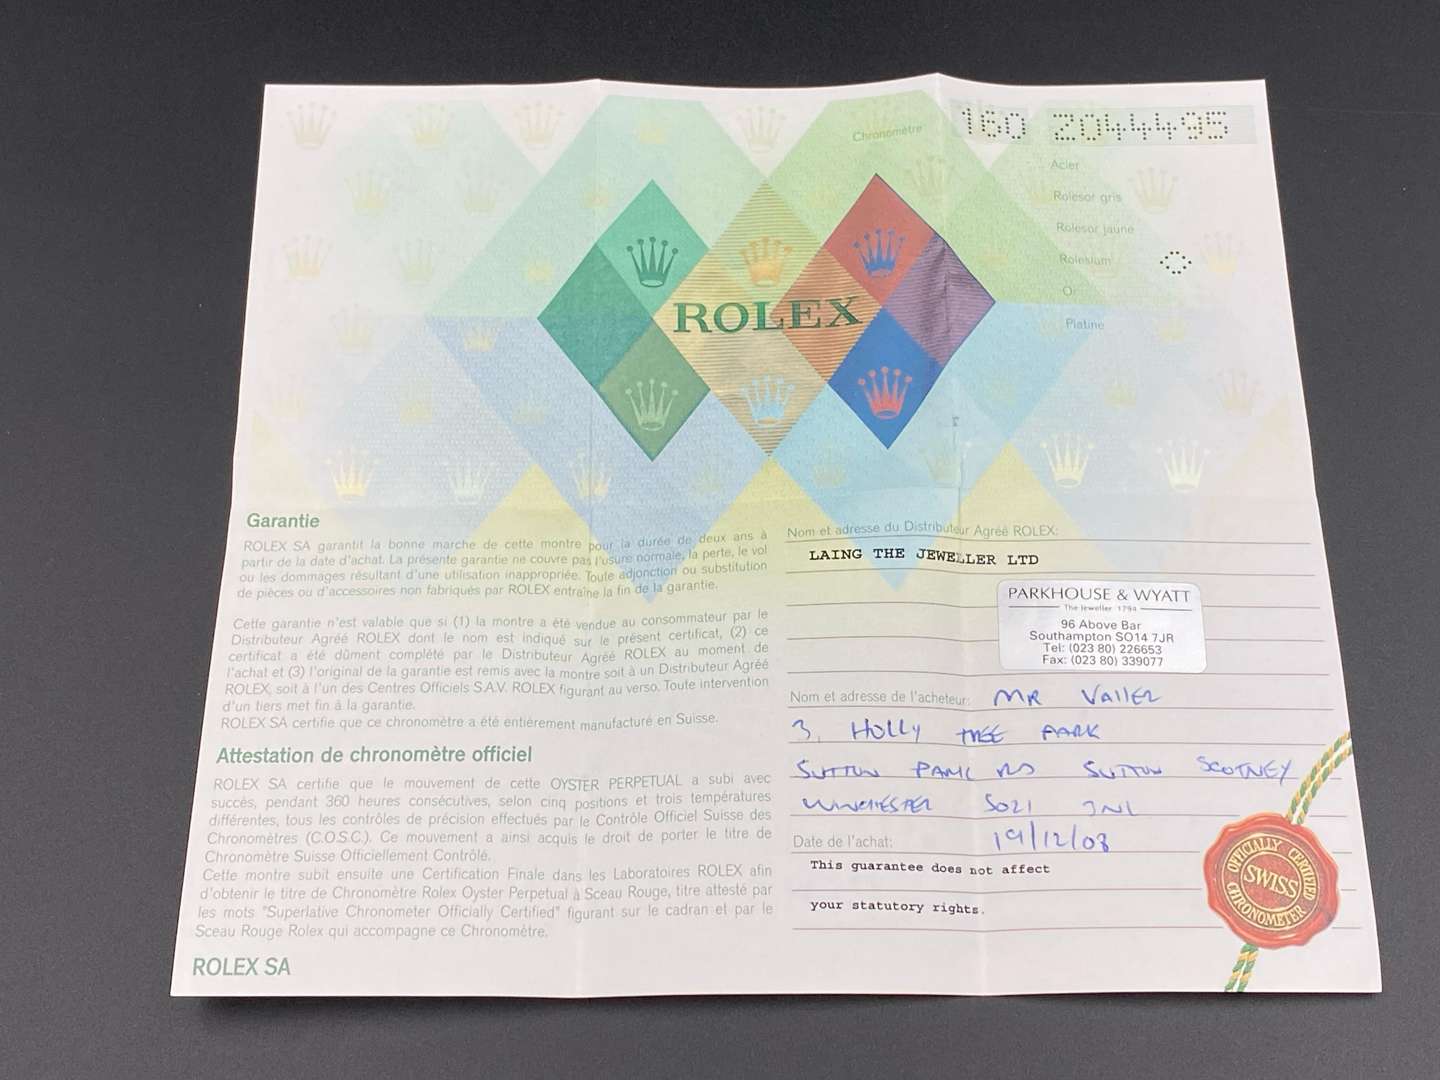 Chronomètre 160 Z044495
Acier
Rolesor gris
Rolesor jaune
Rolesium
Or
Platine
ROLEX
Garantie
ROLEX SA garantit la bonne marche de cette montre pour la durée de deux ans à
partir de la date d'achat. La présente garantie ne couvre pas l'usure normale, la perte, le vol
ou les dommages résultant d'une utilisation inappropriée. Toute adjonction ou substitution
de pièces ou d'accessoires non fabriqués par ROLEX entraîne la fin de la garantie.
Cette garantie n'est valable que si (1) la montre a été vendue au consommateur par le
Distributeur Agréé ROLEX dont le nom est indiqué sur le présent certificat, (2) ce
certificat a été dûment complété par le Distributeur Agréé ROLEX au moment de
l'achat et (3) l'original de la garantie est remis avec la montre soit à un Distributeur Agréé
ROLEX, soit à l'un des Centres Officiels S.A.V. ROLEX figurant au verso. Toute intervention
d'un tiers met fin à la garantie.
ROLEX SA certifie que ce chronomètre a été entièrement manufacturé en Suisse.
Attestation de chronomètre officiel
ROLEX SA certifie que le mouvement de cette OYSTER PERPETUAL a subi avec
succès, pendant 360 heures consécutives, selon cinq positions et trois températures
différentes, tous les contrôles de précision effectués par le Contrôle Officiel Suisse des
Chronomètres (C.O.S.C.). Ce mouvement a ainsi acquis le droit de porter le titre de
Chronomètre Suisse Officiellement Contrôlé.
Cette montre subit ensuite une Certification Finale dans les Laboratoires ROLEX afin
d'obtenir le titre de Chronomètre Rolex Oyster Perpetual à Sceau Rouge, titre attesté par
les mots "Superlative Chronometer Officially Certified" figurant sur le cadran et par le
Sceau Rouge Rolex qui accompagne ce Chronomètre.
ROLEX SA
Nom et adresse du Distributeur Agréé ROLEX:
LAING THE JEWELLER LTD
PARKHOUSE & WYATT
The Jeweller 1794
96 Above Bar
Southampton SO14 7JR
Tel: (023 80) 226653
Fax: (023 80) 339077
Nom et adresse de l'acheteur: MR Vallер
3, HOLLY TREE PARK
SUTTON PARK RD SUTTON SCOTNEY
WINCHESTER SO21 3NL
Date de l'achat: 19/12/08
This guarantee does not affect
your statutory rights.
OFFICIALLY CERTIFIED
SWISS
CHRONOMETER